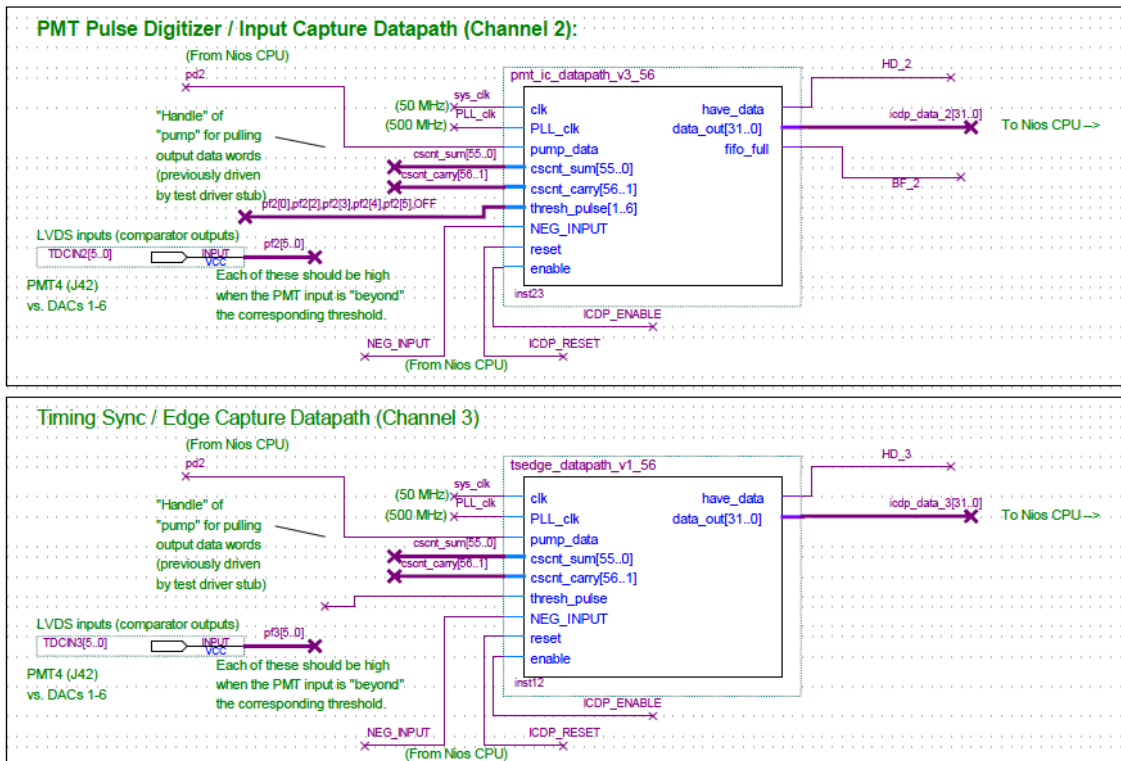 PMT Pulse Digitizer / Input Capture Datapath (Channel 2):
(From Nios CPU)
pd2
pmt_ic_datapath_v3_56
HD_2
"Handle" of
"pump" for pulling
output data words
(previously driven
by test driver stub)
(50 MHz)
sys_clk
(500 MHz)
PLL_clk
cscnt_sum[55..0]
cscnt_carry[56..1]
pf2[0],pf2[2],pf2[3],pf2[4],pf2[5],OFF
clk
PLL_clk
pump_data
cscnt_sum[55..0]
cscnt_carry[56..1]
thresh_pulse[1..6]
NEG_INPUT
reset
enable
have_data
data_out[31..0]
fifo_full
icdp_data_2[31..0]
To Nios CPU -->
BF_2
LVDS inputs (comparator outputs)
TDCIN2[5..0]
INPUT
VCC
pf2[5..0]
PMT4 (J42)
vs. DACs 1-6
Each of these should be high
when the PMT input is "beyond"
the corresponding threshold.
inst23
ICDP_ENABLE
NEG_INPUT
ICDP_RESET
(From Nios CPU)
Timing Sync / Edge Capture Datapath (Channel 3)
(From Nios CPU)
pd2
tsedge_datapath_v1_56
HD_3
"Handle" of
"pump" for pulling
output data words
(previously driven
by test driver stub)
(50 MHz)
sys_clk
(500 MHz)
PLL_clk
cscnt_sum[55..0]
cscnt_carry[56..1]
clk
PLL_clk
pump_data
cscnt_sum[55..0]
cscnt_carry[56..1]
thresh_pulse
NEG_INPUT
reset
enable
have_data
data_out[31..0]
icdp_data_3[31..0]
To Nios CPU-->
LVDS inputs (comparator outputs)
TDCIN3[5..0]
INPUT
VCC
pf3[5..0]
PMT4 (J42)
vs. DACs 1-6
Each of these should be high
when the PMT input is "beyond"
the corresponding threshold.
inst12
ICDP_ENABLE
NEG_INPUT
ICDP_RESET
(From Nios CPU)